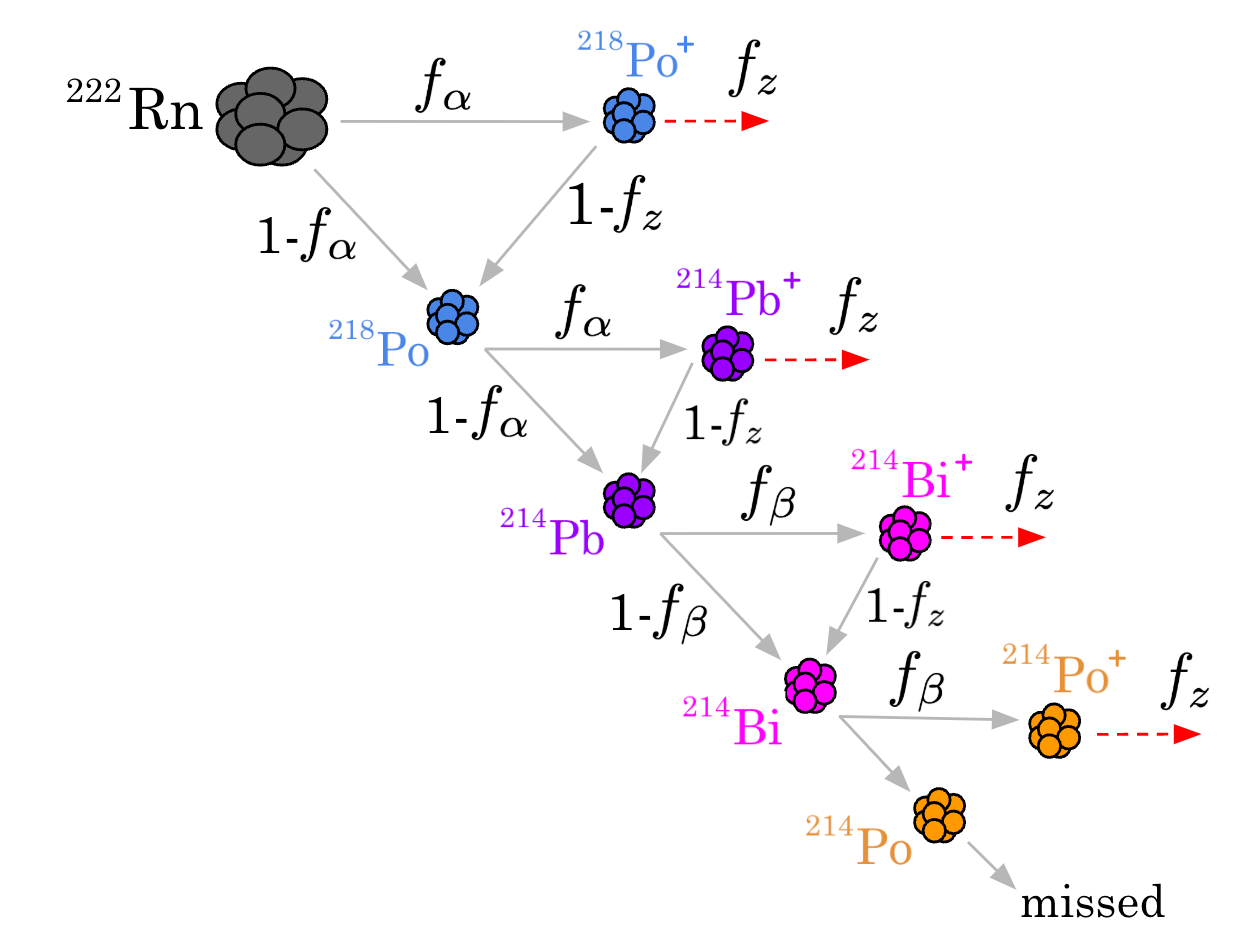 ²²²Rn
f_α
²¹⁸Po⁺
f_z
1-f_α
1-f_z
²¹⁸Po
f_α
²¹⁴Pb⁺
f_z
1-f_α
1-f_z
²¹⁴Pb
f_β
²¹⁴Bi⁺
f_z
1-f_β
1-f_z
²¹⁴Bi
f_β
²¹⁴Po⁺
f_z
²¹⁴Po
missed